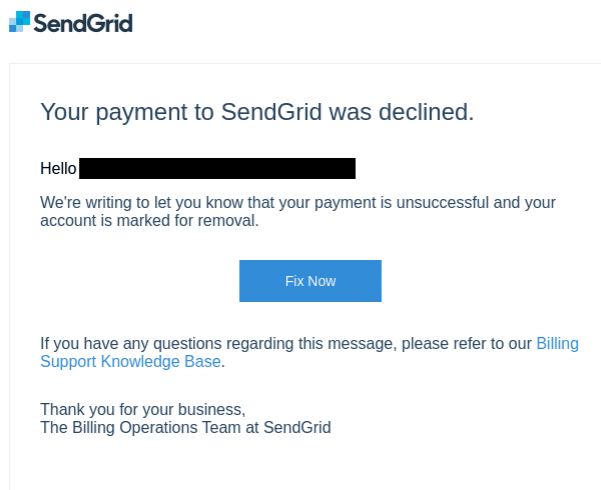 SendGrid
Your payment to SendGrid was declined.
Hello
We're writing to let you know that your payment is unsuccessful and your
account is marked for removal.
Fix Now
If you have any questions regarding this message, please refer to our Billing
Support Knowledge Base.
Thank you for your business,
The Billing Operations Team at SendGrid